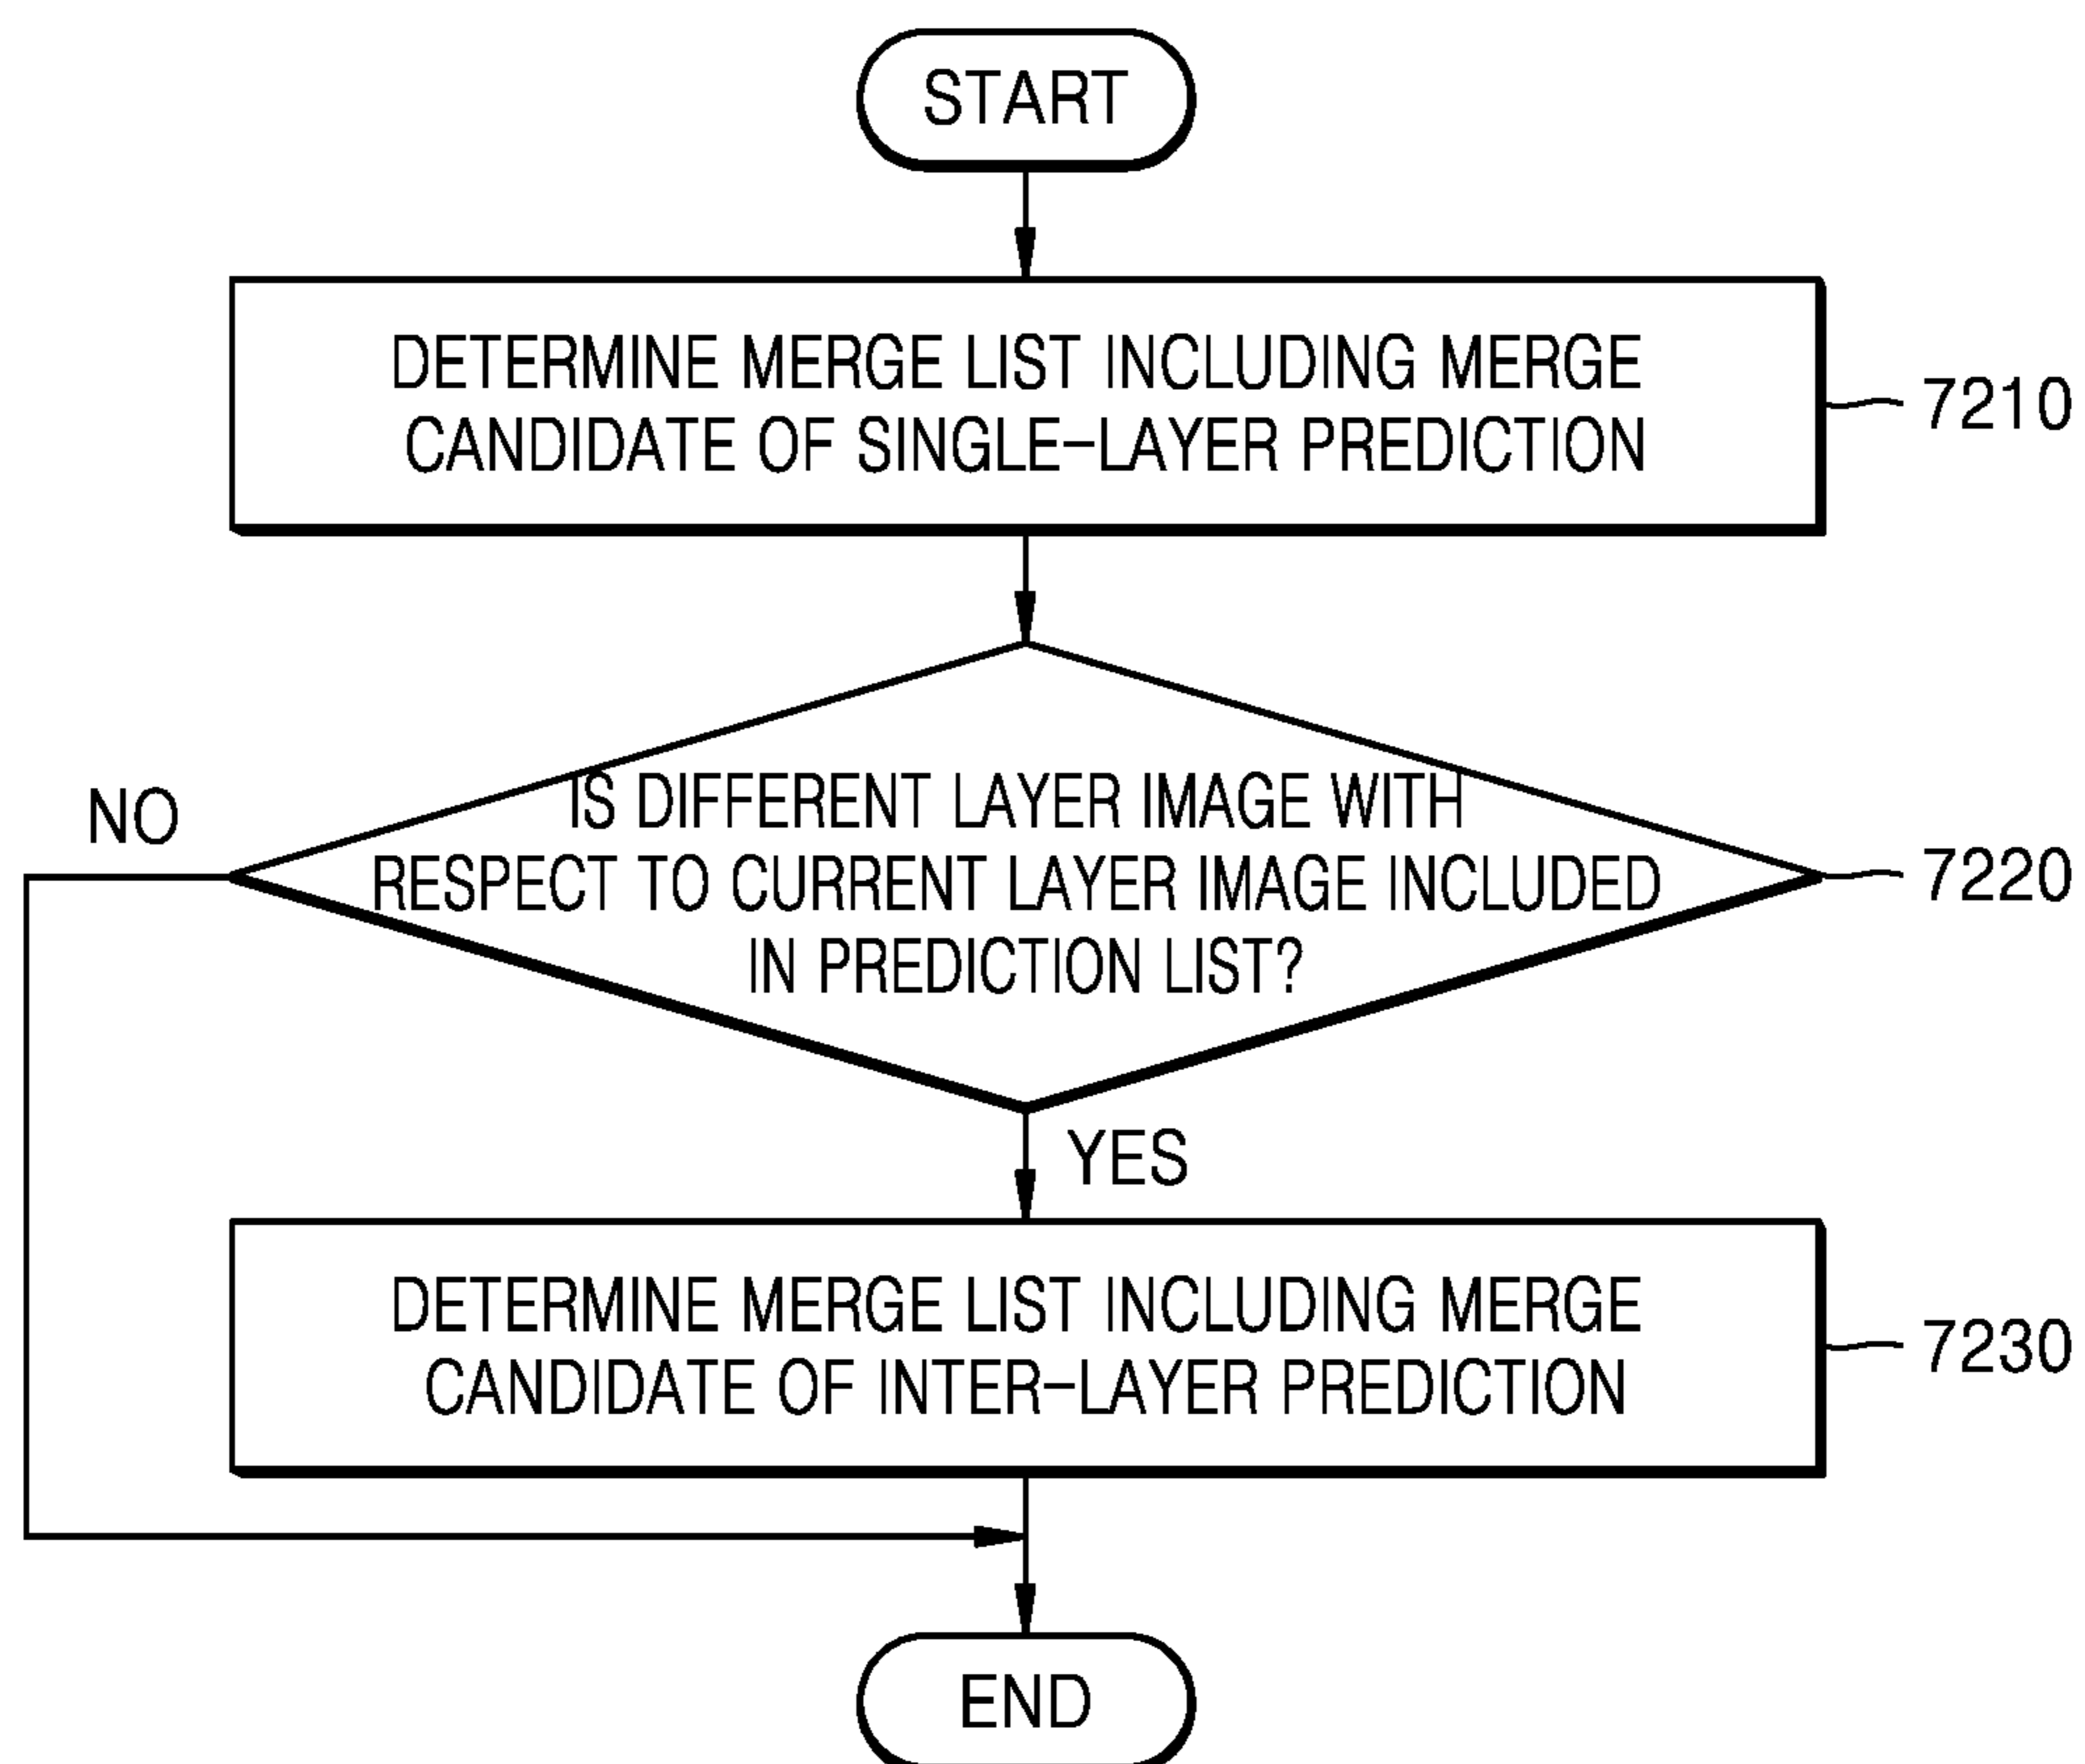 START
DETERMINE MERGE LIST INCLUDING MERGE
CANDIDATE OF SINGLE-LAYER PREDICTION
7210
IS DIFFERENT LAYER IMAGE WITH
RESPECT TO CURRENT LAYER IMAGE INCLUDED
IN PREDICTION LIST?
7220
NO
YES
DETERMINE MERGE LIST INCLUDING MERGE
CANDIDATE OF INTER-LAYER PREDICTION
7230
END